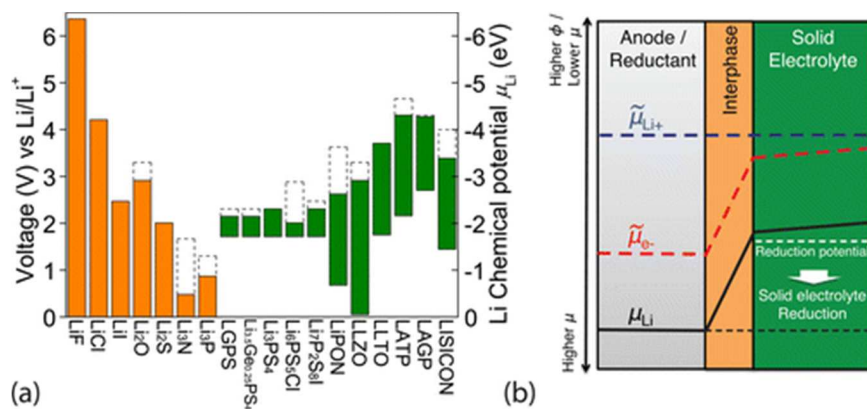 (a)
Voltage (V) vs Li/Li⁺
6
5
4
3
2
1
0
-6
-5
-4
-3
-2
-1
0
Li Chemical potential μLi (eV)
LiF
LiCl
LiI
Li₂O
Li₂S
Li₃N
Li₃P
LGPS
Li₃.₅Ge₀.₂₅PS₄
Li₃PS₄
Li₆PS₅Cl
Li₇P₂S₈I
LiPON
LLZO
LLTO
LATP
LAGP
LISICON
(b)
Higher ϕ /
Lower μ
Higher μ
Anode /
Reductant
Interphase
Solid
Electrolyte
μ̃Li+
μ̃e-
μLi
Reduction potential
Solid electrolyte
Reduction